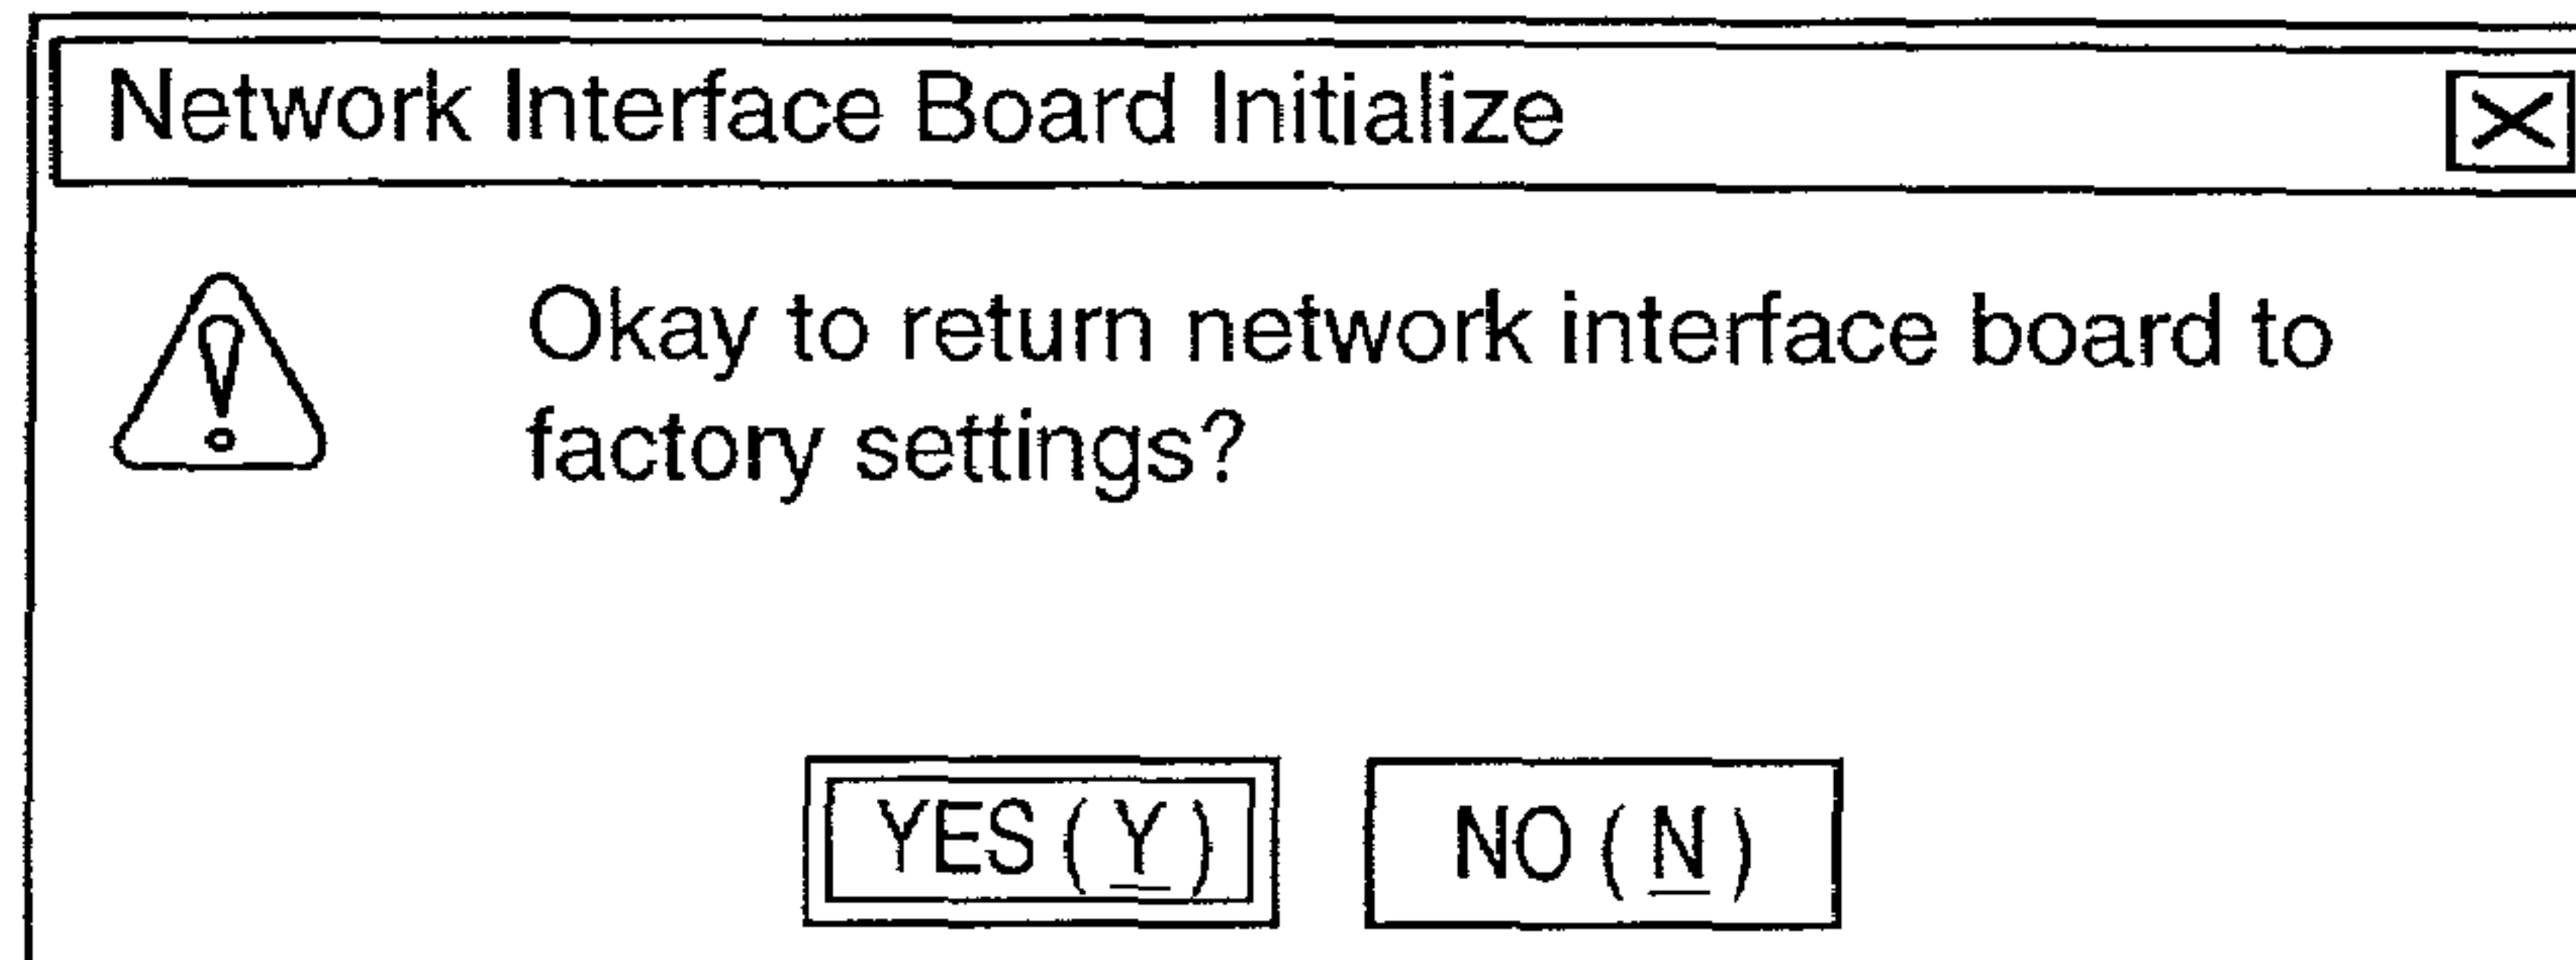 Network Interface Board Initialize
Okay to return network interface board to
factory settings?
YES ( Y ) NO ( N )